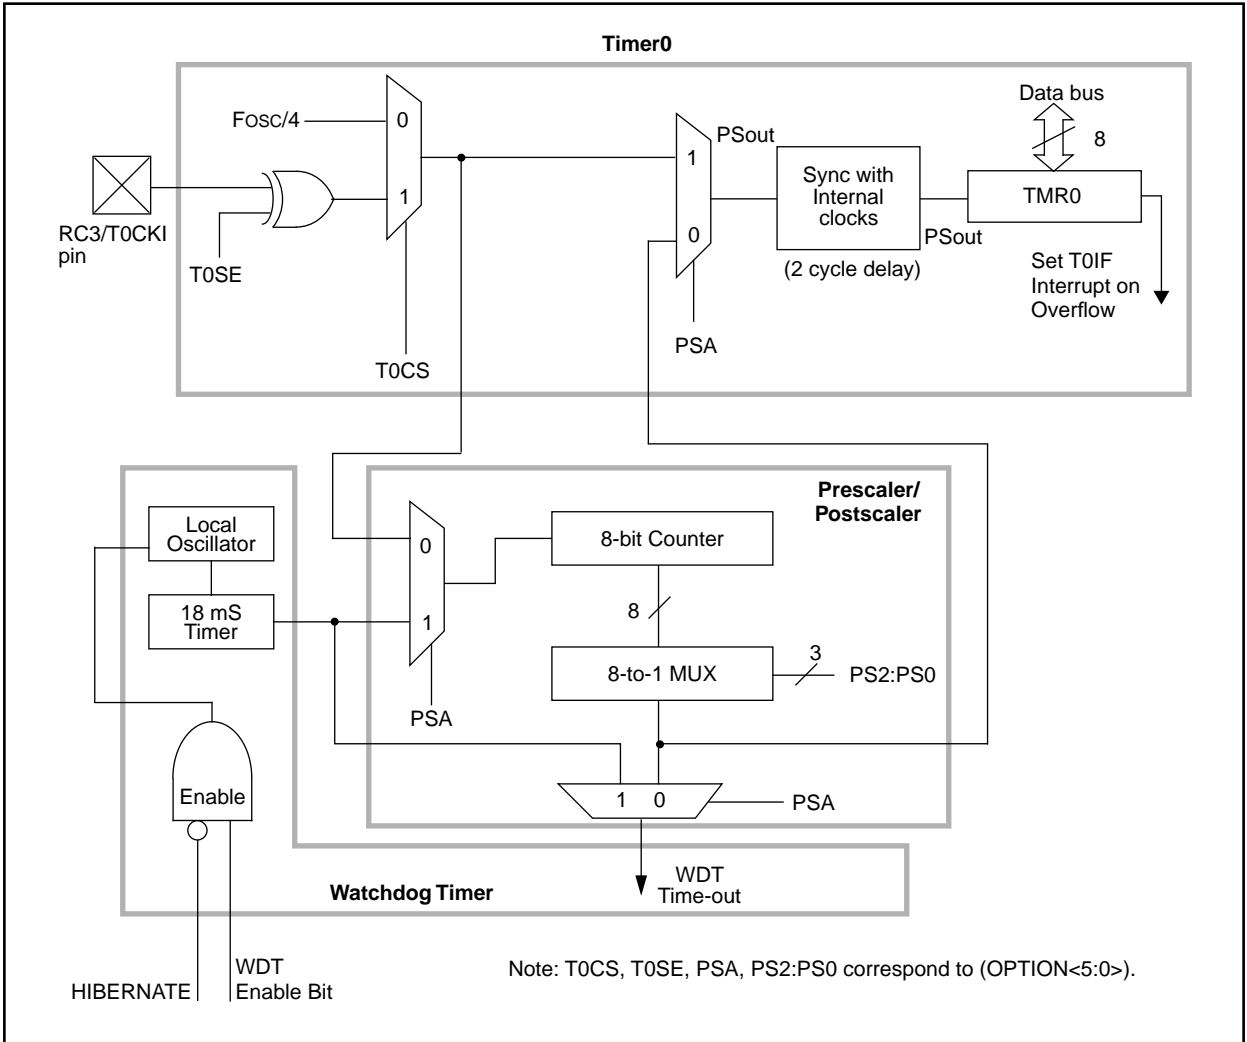 Timer0
Data bus
8
FOSC/4
0
1
PSout
1
0
Sync with
Internal
clocks
(2 cycle delay)
PSout
TMR0
RC3/T0CKI
pin
T0SE
T0CS
PSA
Set T0IF
Interrupt on
Overflow
Prescaler/
Postscaler
Local
Oscillator
18 mS
Timer
0
1
PSA
8-bit Counter
8
8-to-1 MUX
3
PS2:PS0
Enable
1 0
PSA
WDT
Time-out
Watchdog Timer
HIBERNATE
WDT
Enable Bit
Note: T0CS, T0SE, PSA, PS2:PS0 correspond to (OPTION<5:0>).